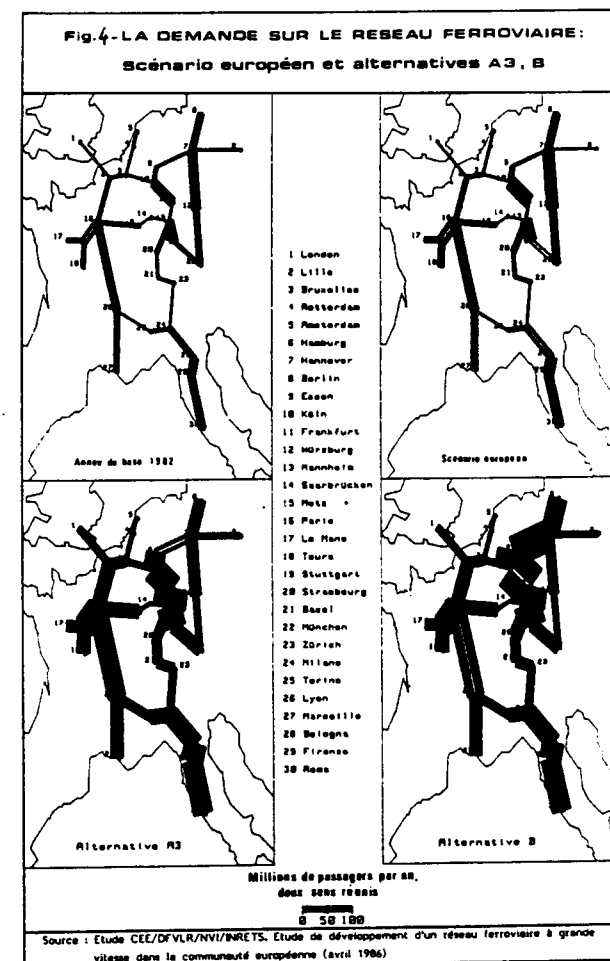 Fig.4-LA DEMANDE SUR LE RESEAU FERROVIAIRE:
Scénario européen et alternatives A3, B
Année de base 1982
Scénario européen
1 London
2 Lille
3 Bruxelles
4 Rotterdam
5 Amsterdam
6 Hamburg
7 Hannover
8 Berlin
9 Essen
10 Köln
11 Frankfurt
12 Würzburg
13 Mannheim
14 Saarbrücken
15 Metz
16 Paris
17 Le Mans
18 Tours
19 Stuttgart
20 Strasbourg
21 Basel
22 München
23 Zürich
24 Milano
25 Torino
26 Lyon
27 Marseille
28 Bologna
29 Firenze
30 Roma
Alternative A3
Alternative B
Millions de passagers par an,
deux sens réunis
0 50 100
Source : Etude CEE/DFVLR/NVI/INRETS. Etude de développement d'un réseau ferroviaire à grande
vitesse dans la communauté européenne (avril 1986)